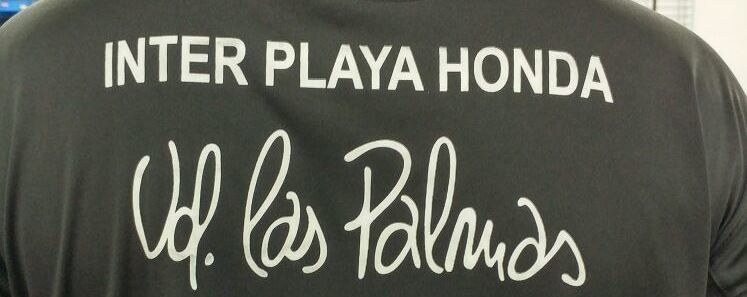 INTER PLAYA HONDA
Ud. Las Palmas